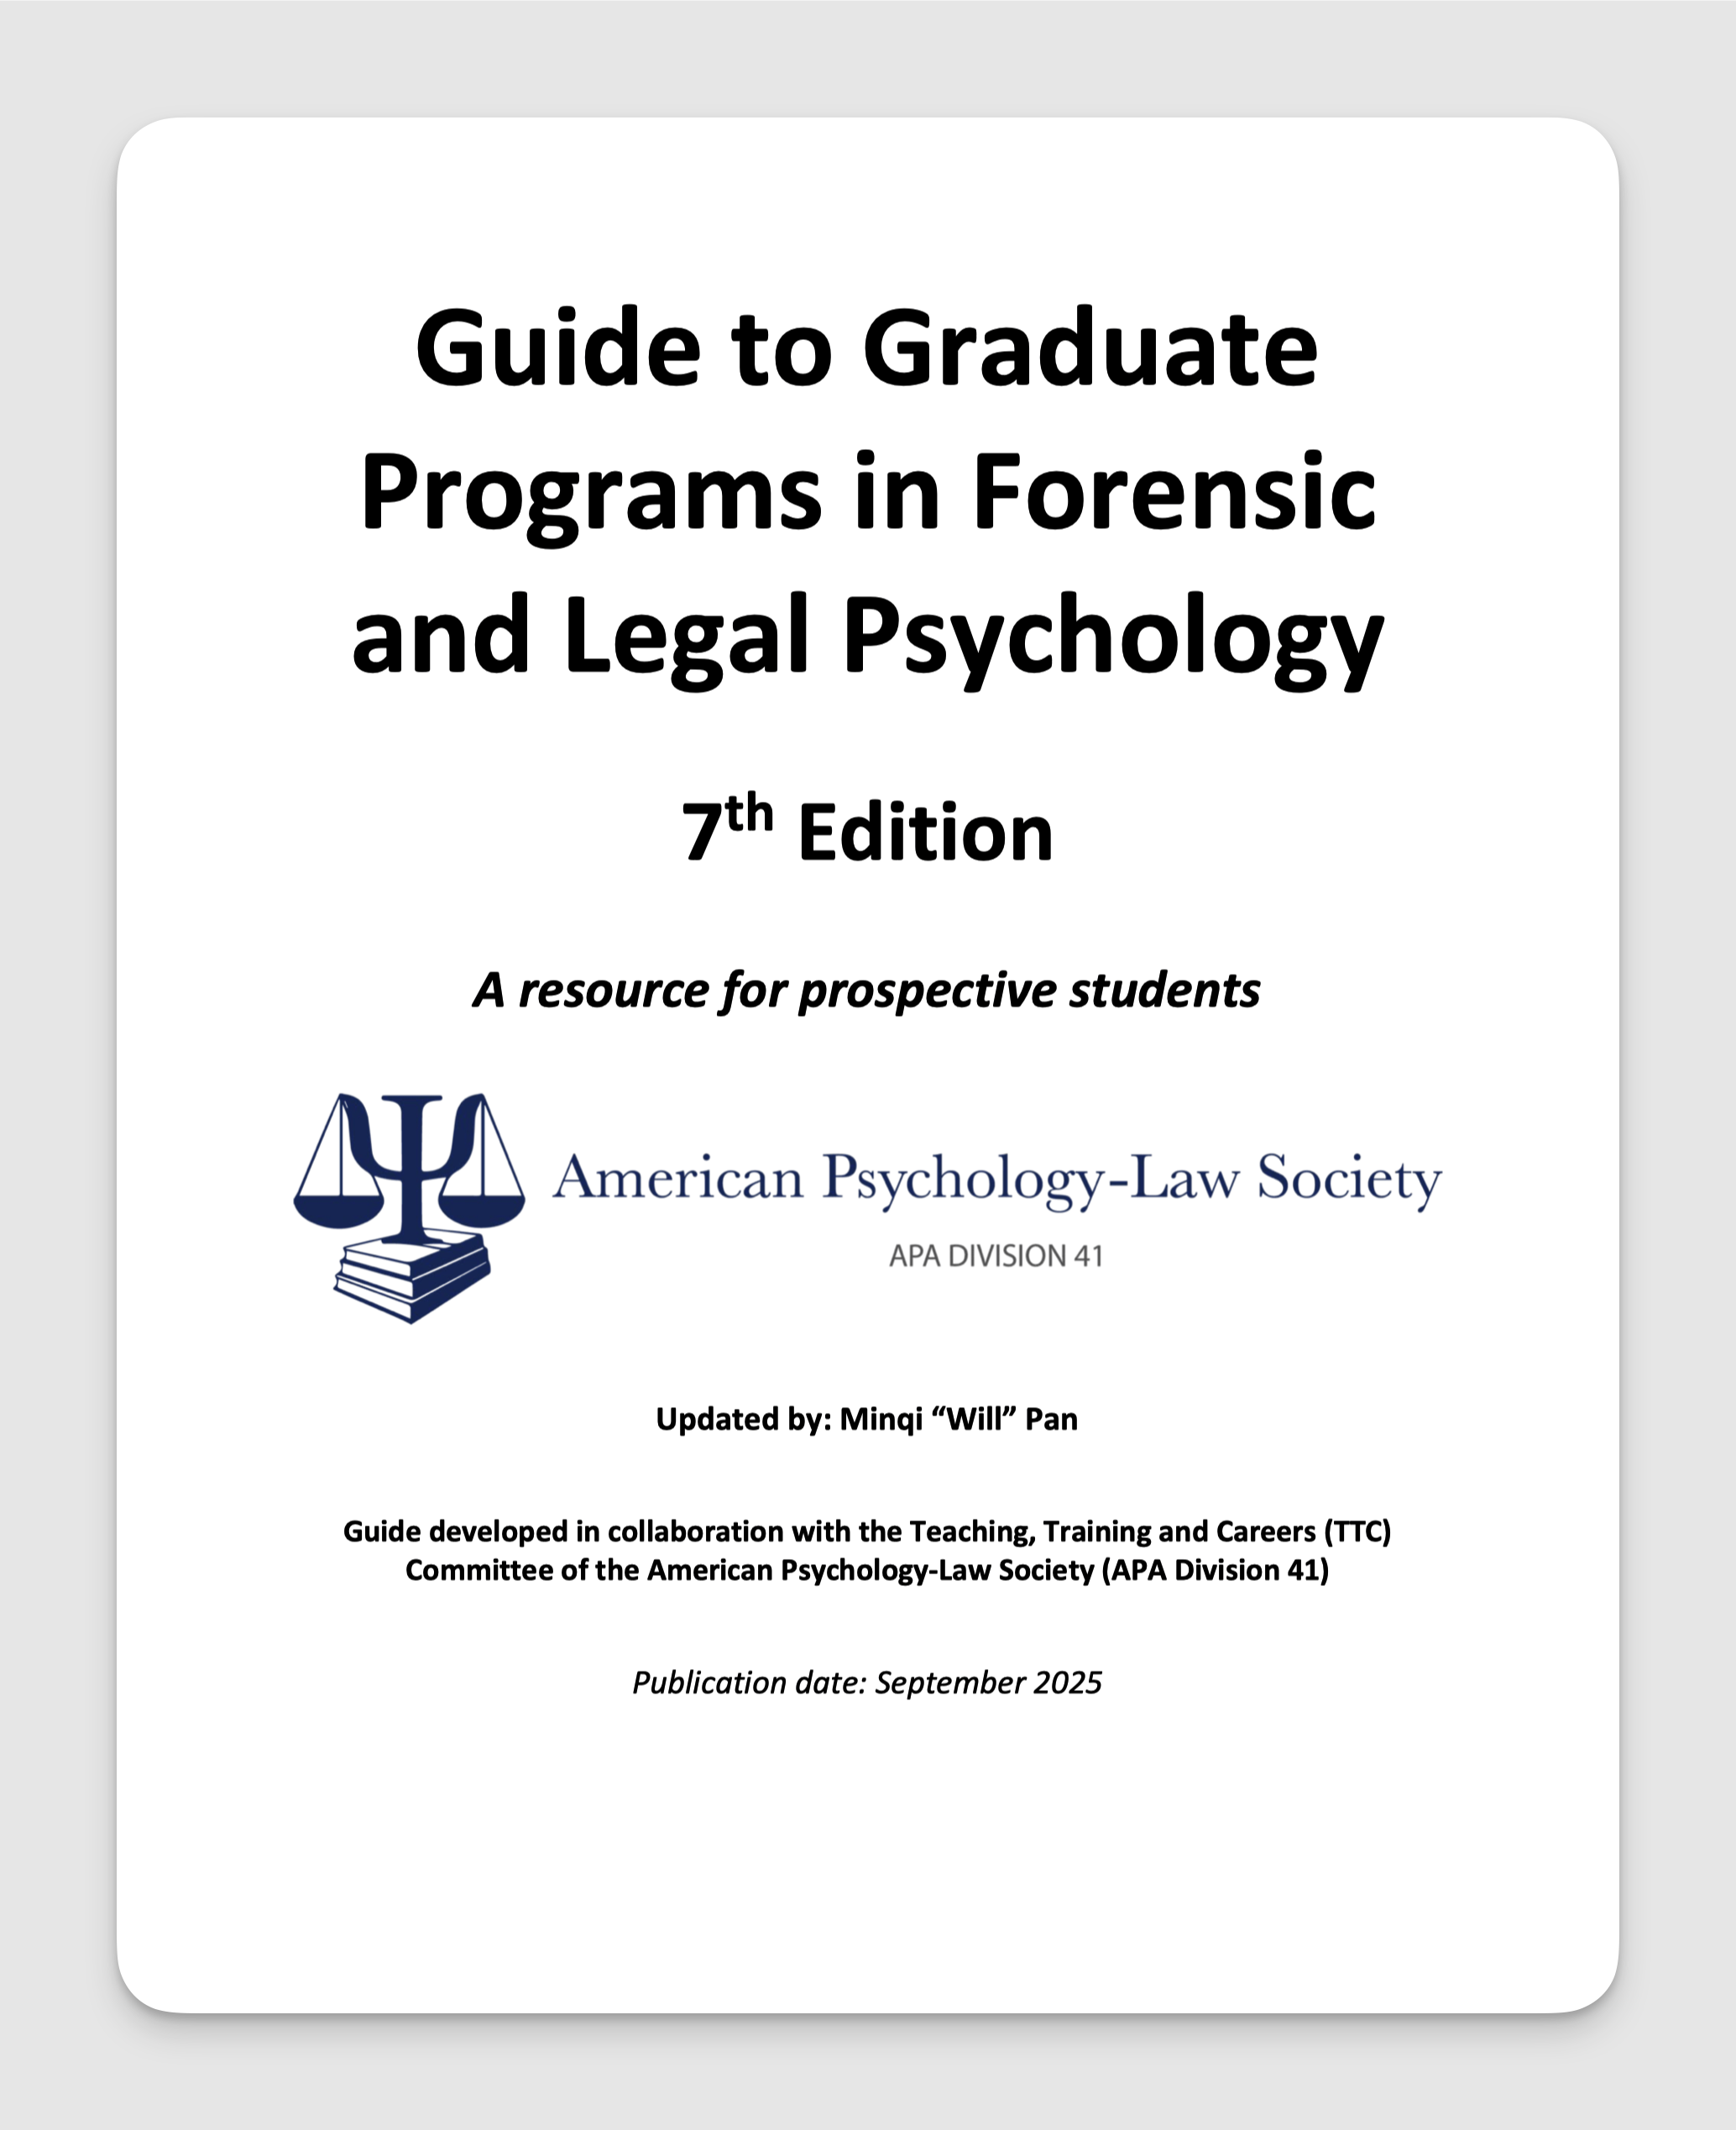 Guide to Graduate
Programs in Forensic
and Legal Psychology
7th Edition
A resource for prospective students
American Psychology-Law Society
APA DIVISION 41
Updated by: Minqi “Will” Pan
Guide developed in collaboration with the Teaching, Training and Careers (TTC)
Committee of the American Psychology-Law Society (APA Division 41)
Publication date: September 2025